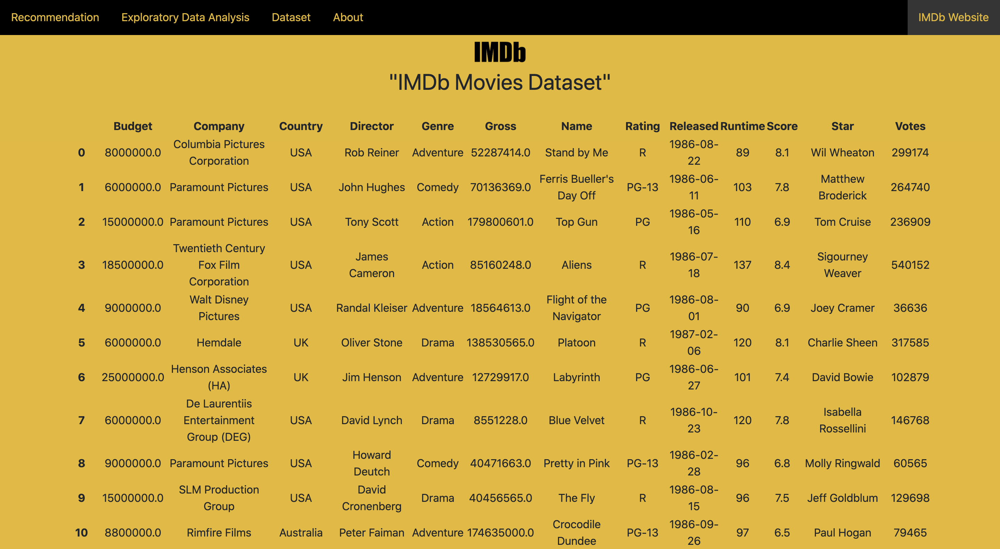 Recommendation Exploratory Data Analysis Dataset About IMDb Website
IMDb
"IMDb Movies Dataset"
Budget Company Country Director Genre Gross Name Rating Released Runtime Score Star Votes
0 8000000.0 Columbia Pictures Corporation USA Rob Reiner Adventure 52287414.0 Stand by Me R 1986-08-22 89 8.1 Wil Wheaton 299174
1 6000000.0 Paramount Pictures USA John Hughes Comedy 70136369.0 Ferris Bueller's Day Off PG-13 1986-06-11 103 7.8 Matthew Broderick 264740
2 15000000.0 Paramount Pictures USA Tony Scott Action 179800601.0 Top Gun PG 1986-05-16 110 6.9 Tom Cruise 236909
3 18500000.0 Twentieth Century Fox Film Corporation USA James Cameron Action 85160248.0 Aliens R 1986-07-18 137 8.4 Sigourney Weaver 540152
4 9000000.0 Walt Disney Pictures USA Randal Kleiser Adventure 18564613.0 Flight of the Navigator PG 1986-08-01 90 6.9 Joey Cramer 36636
5 6000000.0 Hemdale UK Oliver Stone Drama 138530565.0 Platoon R 1987-02-06 120 8.1 Charlie Sheen 317585
6 25000000.0 Henson Associates (HA) UK Jim Henson Adventure 12729917.0 Labyrinth PG 1986-06-27 101 7.4 David Bowie 102879
7 6000000.0 De Laurentiis Entertainment Group (DEG) USA David Lynch Drama 8551228.0 Blue Velvet R 1986-10-23 120 7.8 Isabella Rossellini 146768
8 9000000.0 Paramount Pictures USA Howard Deutch Comedy 40471663.0 Pretty in Pink PG-13 1986-02-28 96 6.8 Molly Ringwald 60565
9 15000000.0 SLM Production Group USA David Cronenberg Drama 40456565.0 The Fly R 1986-08-15 96 7.5 Jeff Goldblum 129698
10 8800000.0 Rimfire Films Australia Peter Faiman Adventure 174635000.0 Crocodile Dundee PG-13 1986-09-26 97 6.5 Paul Hogan 79465